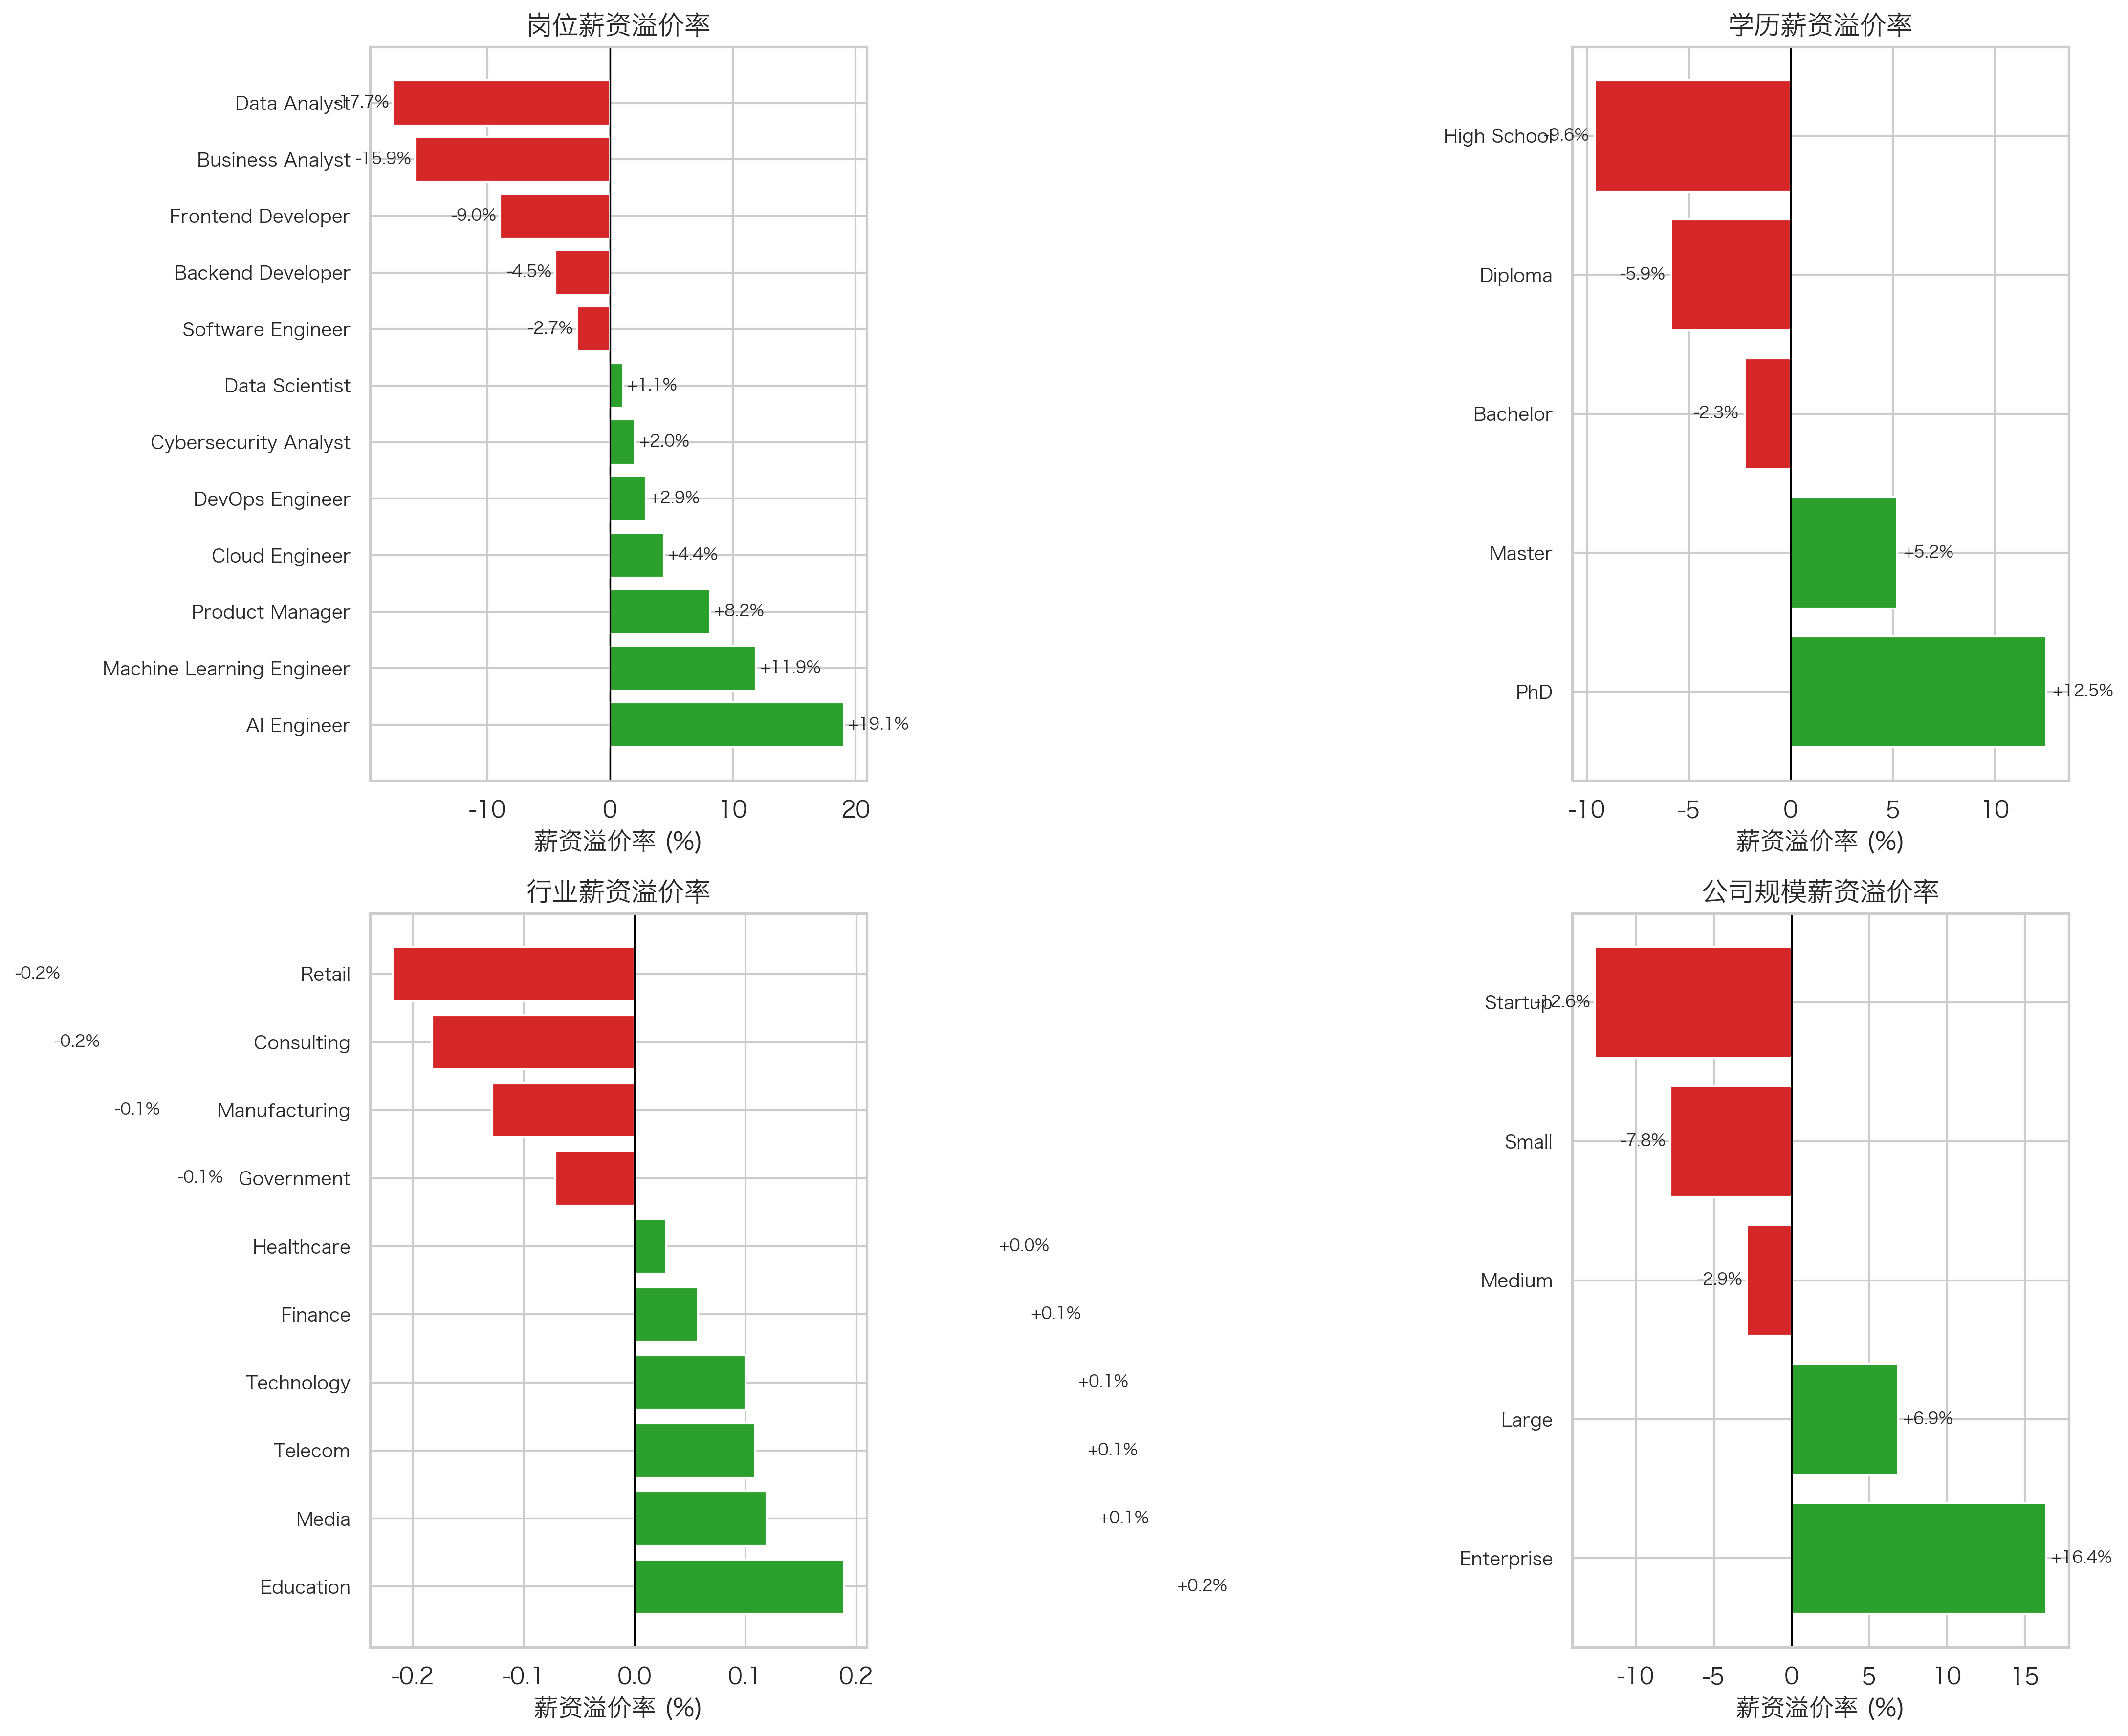 岗位薪资溢价率
Data Analyst -17.7%
Business Analyst -15.9%
Frontend Developer -9.0%
Backend Developer -4.5%
Software Engineer -2.7%
Data Scientist +1.1%
Cybersecurity Analyst +2.0%
DevOps Engineer +2.9%
Cloud Engineer +4.4%
Product Manager +8.2%
Machine Learning Engineer +11.9%
AI Engineer +19.1%
-10 0 10 20
薪资溢价率 (%)
学历薪资溢价率
High School -9.6%
Diploma -5.9%
Bachelor -2.3%
Master +5.2%
PhD +12.5%
-10 -5 0 5 10
薪资溢价率 (%)
行业薪资溢价率
-0.2% Retail
-0.2% Consulting
-0.1% Manufacturing
-0.1% Government
Healthcare +0.0%
Finance +0.1%
Technology +0.1%
Telecom +0.1%
Media +0.1%
Education +0.2%
-0.2 -0.1 0.0 0.1 0.2
薪资溢价率 (%)
公司规模薪资溢价率
Startup -12.6%
Small -7.8%
Medium -2.9%
Large +6.9%
Enterprise +16.4%
-10 -5 0 5 10 15
薪资溢价率 (%)